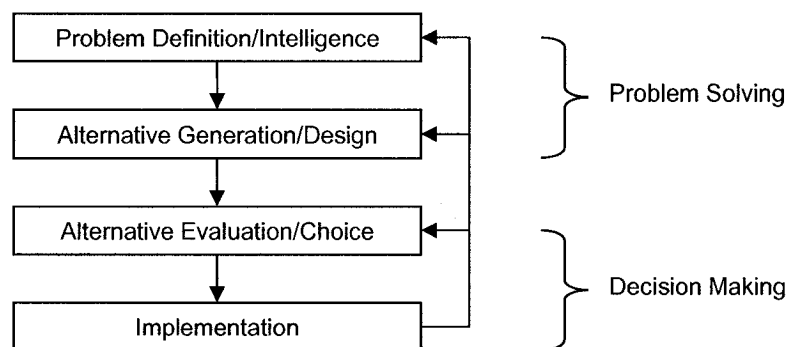 Problem Definition/Intelligence
Alternative Generation/Design
Problem Solving
Alternative Evaluation/Choice
Implementation
Decision Making